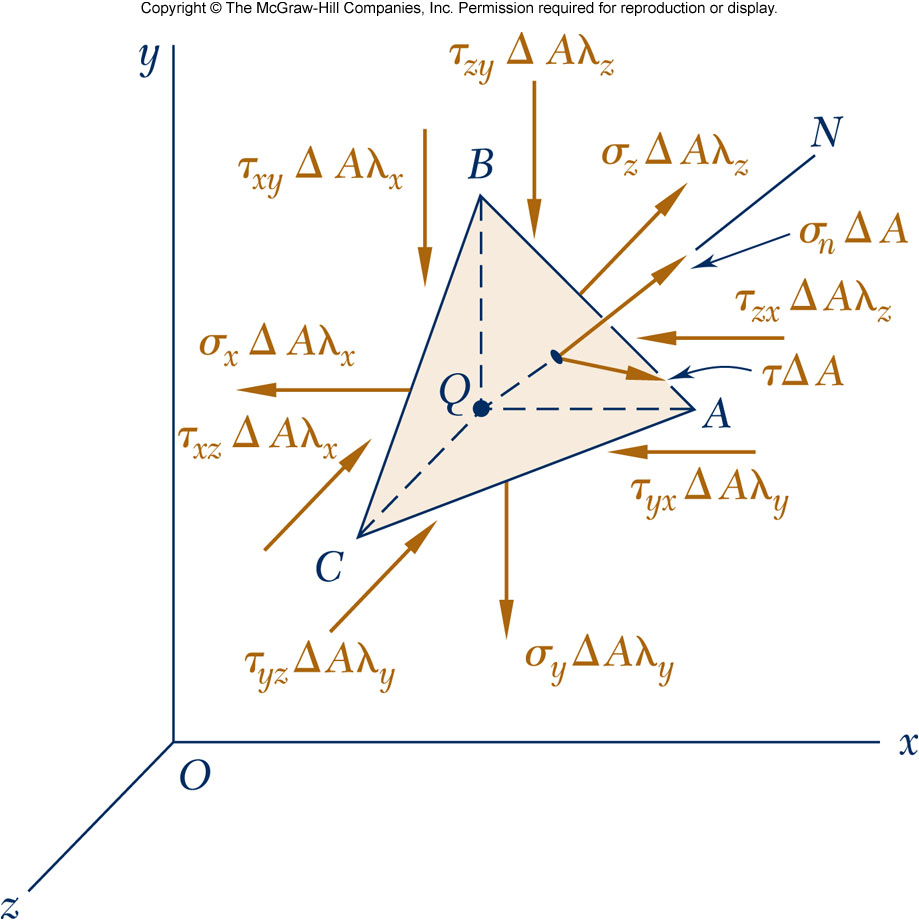 Copyright © The McGraw-Hill Companies, Inc. Permission required for reproduction or display.
y
τzy Δ Aλz
N
τxy Δ Aλx
B
σz Δ Aλz
σn Δ A
τzx Δ Aλz
σx Δ Aλx
τΔA
Q
A
τxz Δ Aλx
τyx Δ Aλy
C
τyz Δ Aλy
σy Δ Aλy
x
O
z